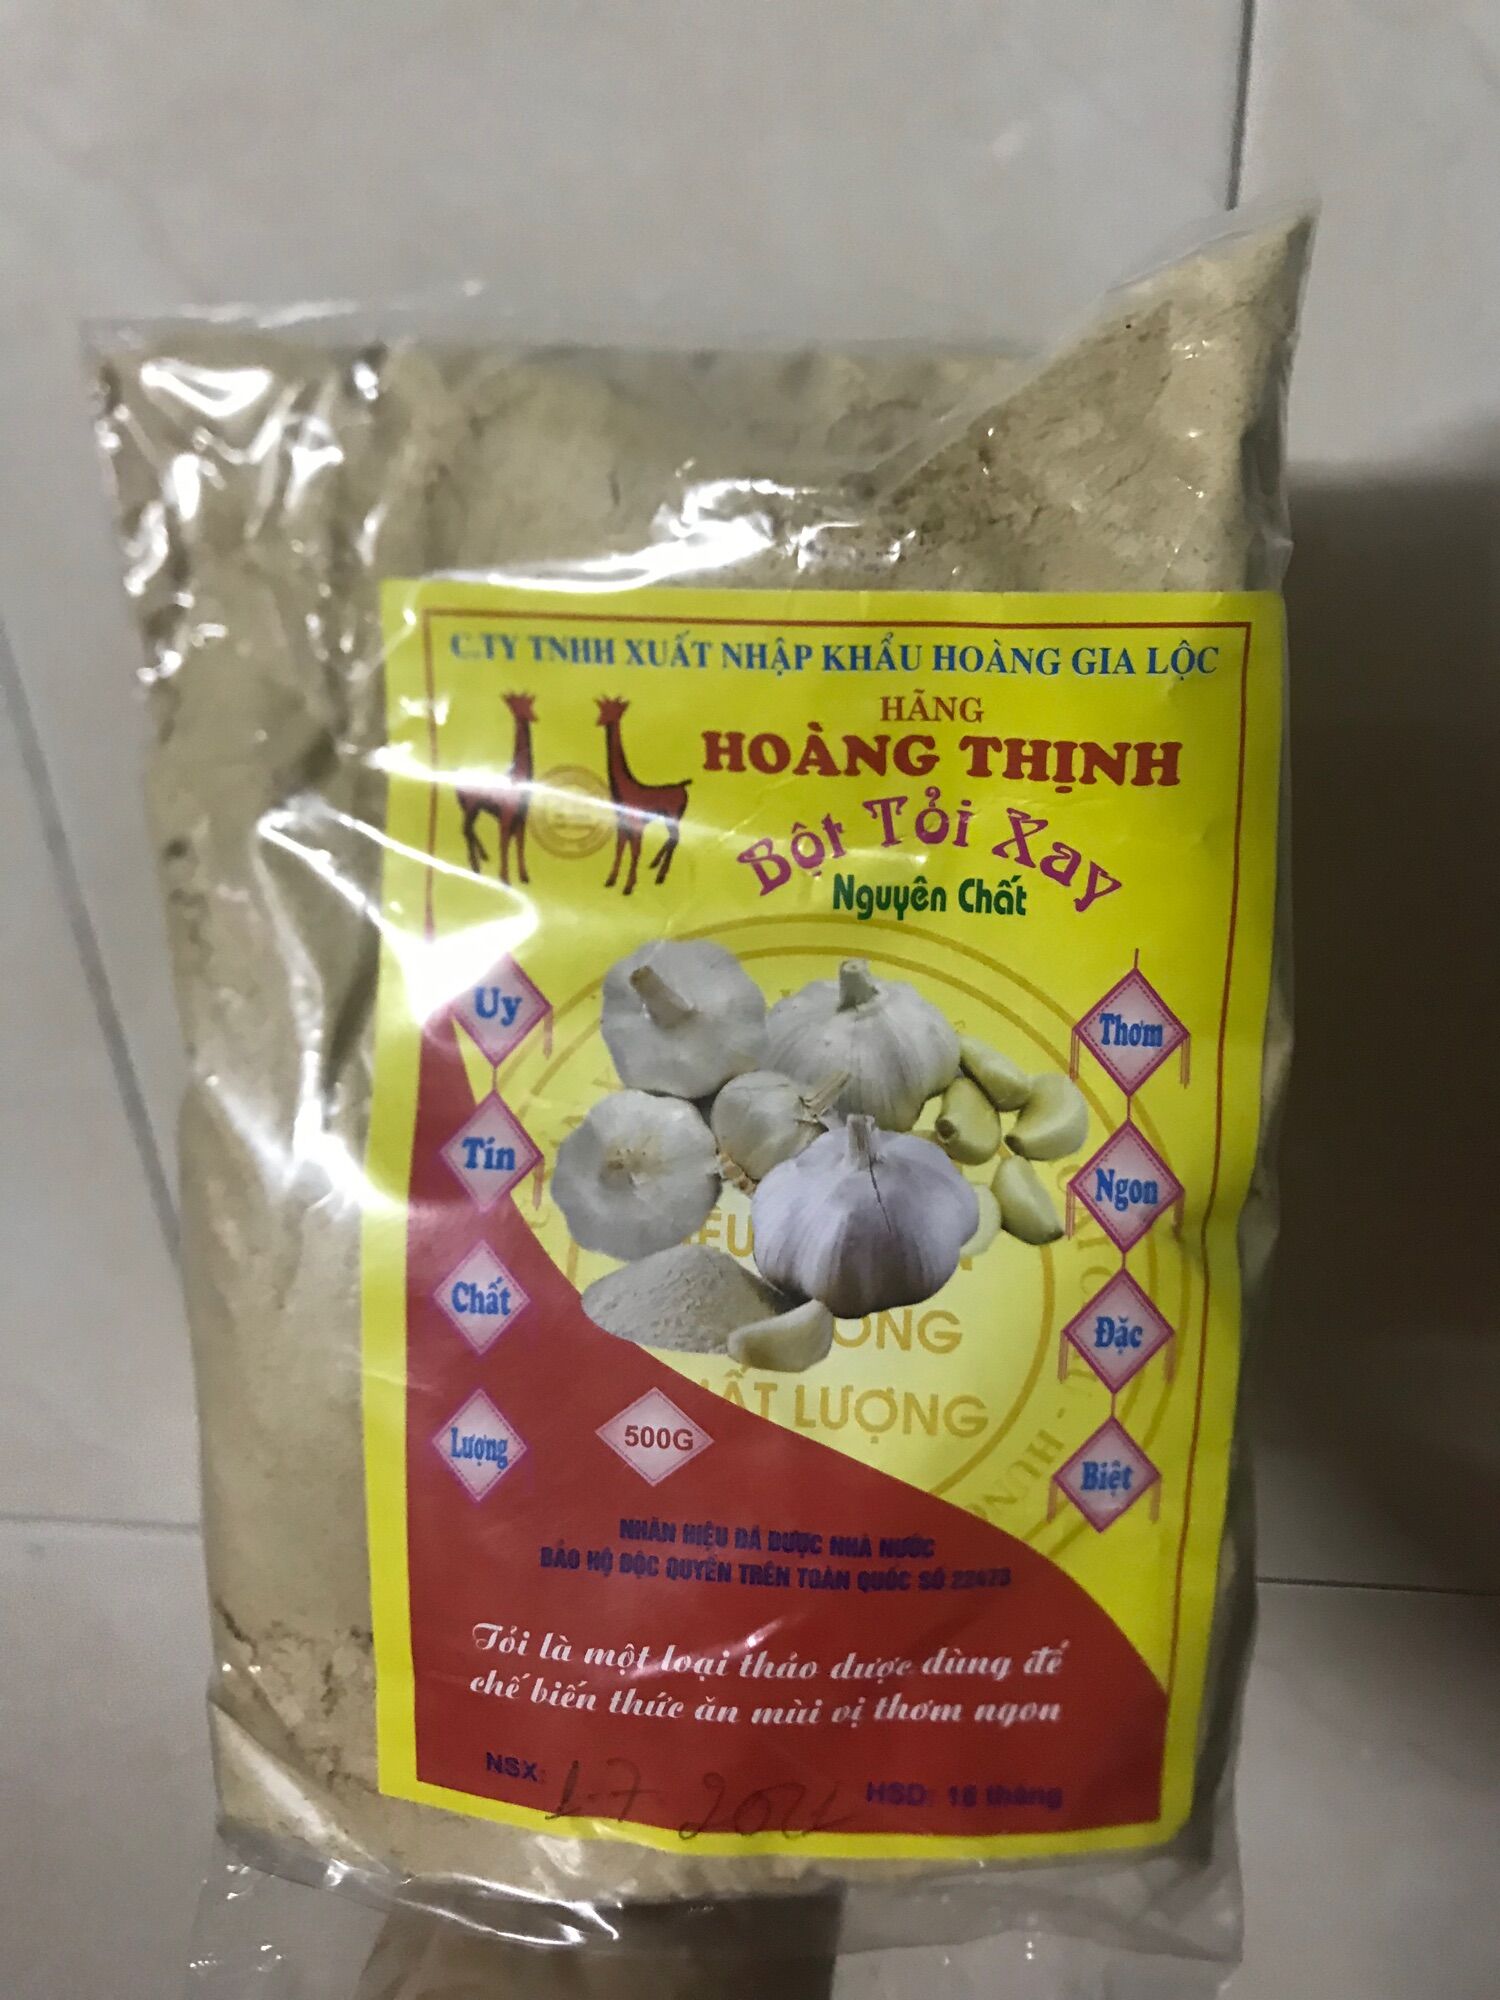 C.TY TNHH XUẤT NHẬP KHẨU HOÀNG GIA LỘC
HÃNG
HOÀNG THỊNH
Bột Tỏi Xay
Nguyên Chất
Uy
Tín
Chất
Lượng
Thơm
Ngon
Đặc
Biệt
LƯỢNG
500G
NHÃN HIỆU ĐÃ ĐƯỢC NHÀ NƯỚC
BẢO HỘ ĐỘC QUYỀN TRÊN TOÀN QUỐC SỐ
Tỏi là một loại thảo dược dùng để
chế biến thức ăn mùi vị thơm ngon
NSX: 1-7
HSD: 18 tháng